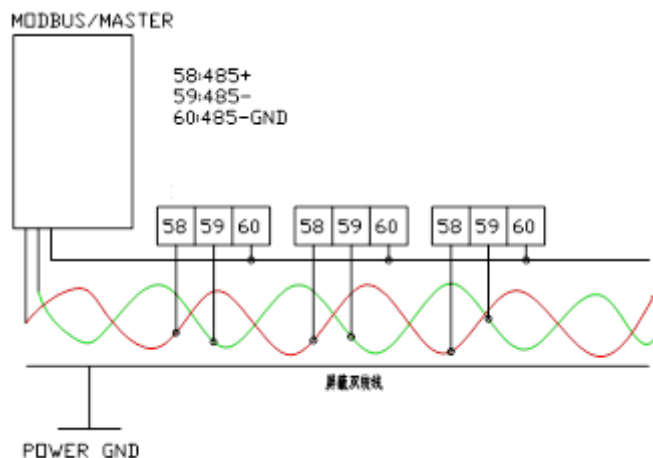 MODBUS/MASTER
58:485+
59:485-
60:485-GND
58 59 60 58 59 60 58 59 60
屏蔽双绞线
POWER GND